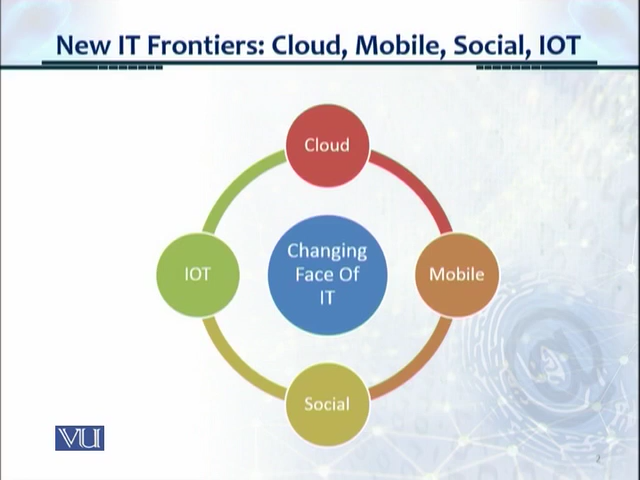 New IT Frontiers: Cloud, Mobile, Social, IOT
Cloud
Changing
Face Of
IT
IOT
Mobile
Social
VU
2